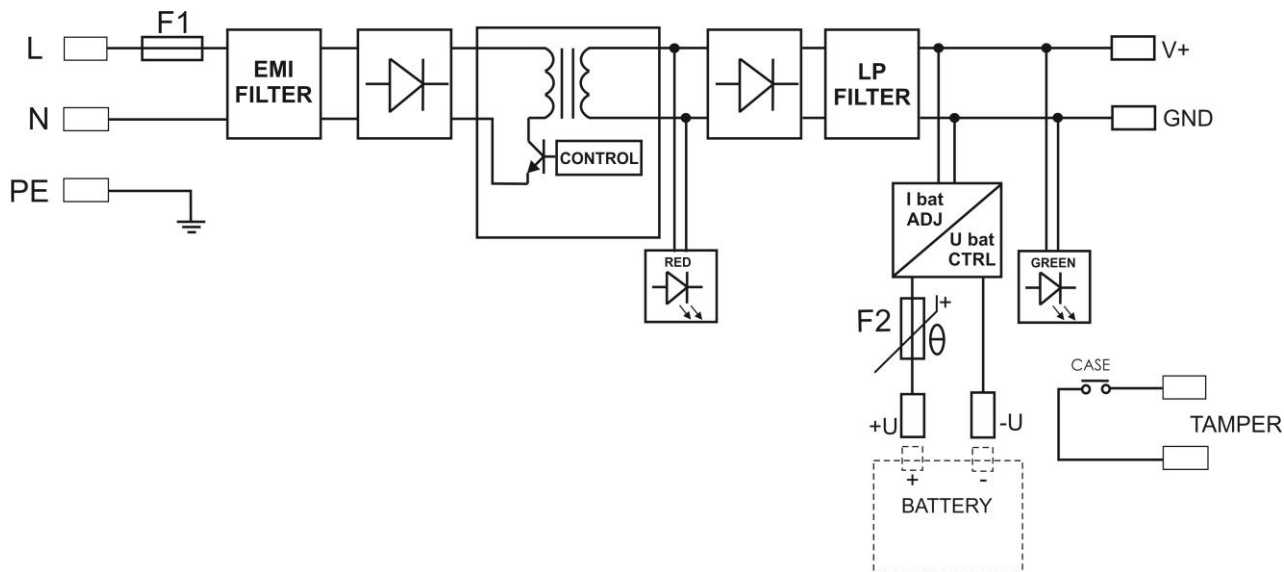 F1
L
N
PE
EMI
FILTER
CONTROL
RED
LP
FILTER
V+
GND
I bat
ADJ
U bat
CTRL
GREEN
F2
I+
θ
+U
-U
+
-
BATTERY
CASE
TAMPER